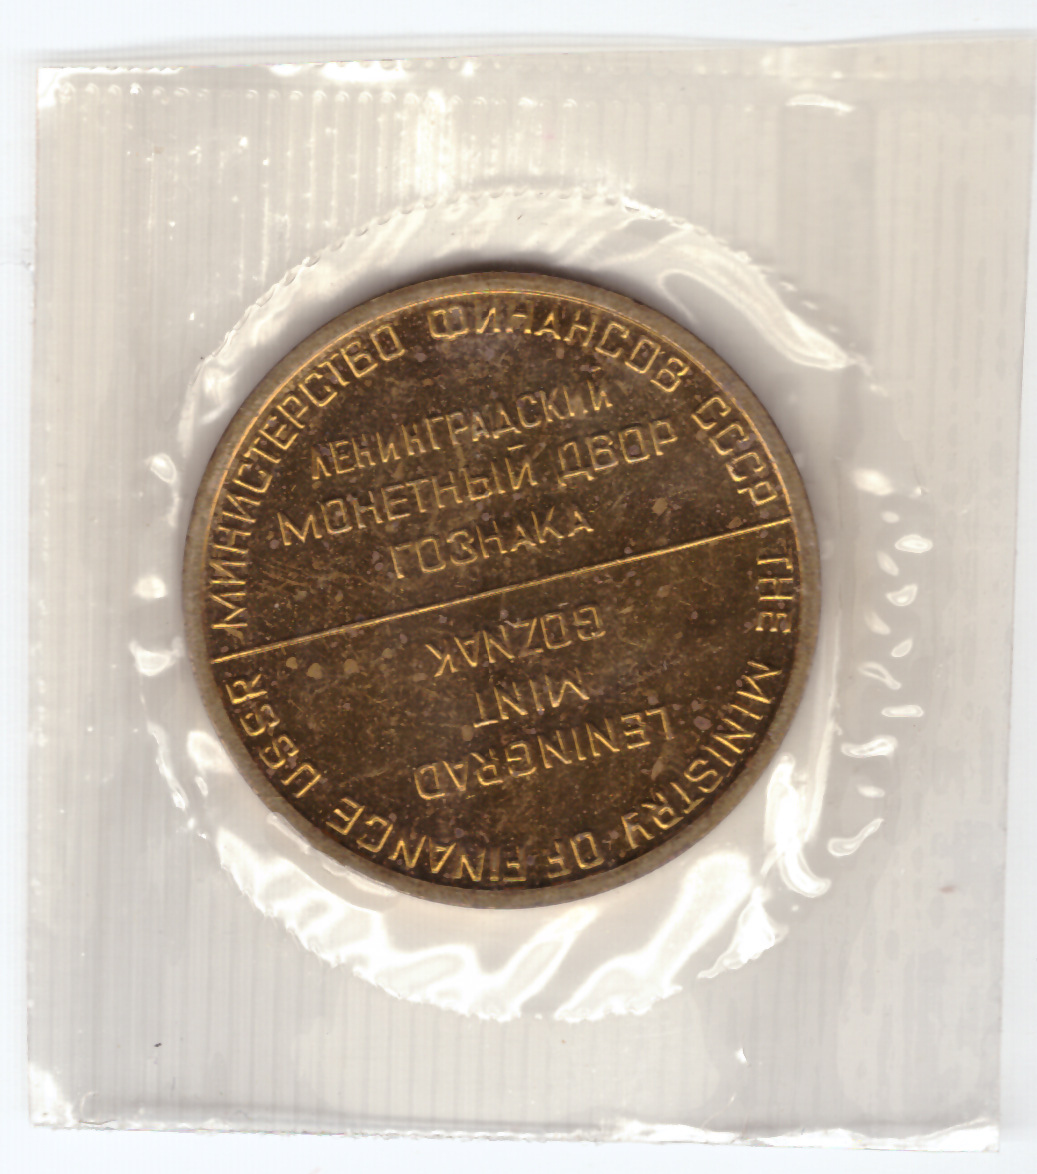 МИНИСТЕРСТВО ФИНАНСОВ СССР
ЛЕНИНГРАДСКИЙ
МОНЕТНЫЙ ДВОР
ГОЗНАКА
THE MINISTRY OF FINANCE USSR
LENINGRAD
MINT
GOZNAK